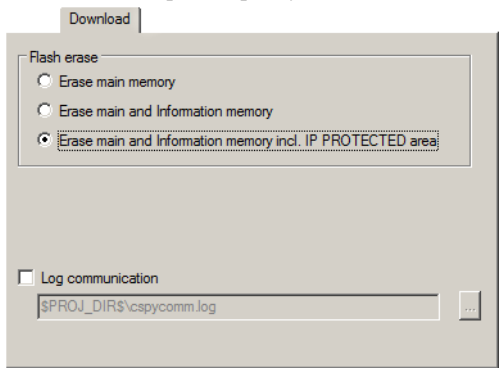 Download
Flash erase
Erase main memory
Erase main and Information memory
Erase main and Information memory incl. IP PROTECTED area
Log communication
$PROJ_DIR$\cspycomm.log
...